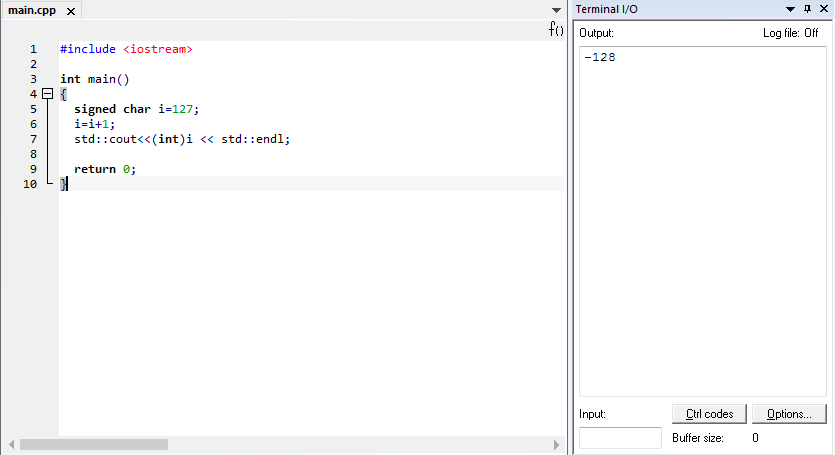 main.cpp
f()
1 #include <iostream>
2
3 int main()
4 {
5 signed char i=127;
6 i=i+1;
7 std::cout<<(int)i << std::endl;
8
9 return 0;
10 }
Terminal I/O
Output: Log file: Off
-128
Input: Ctrl codes Options...
Buffer size: 0